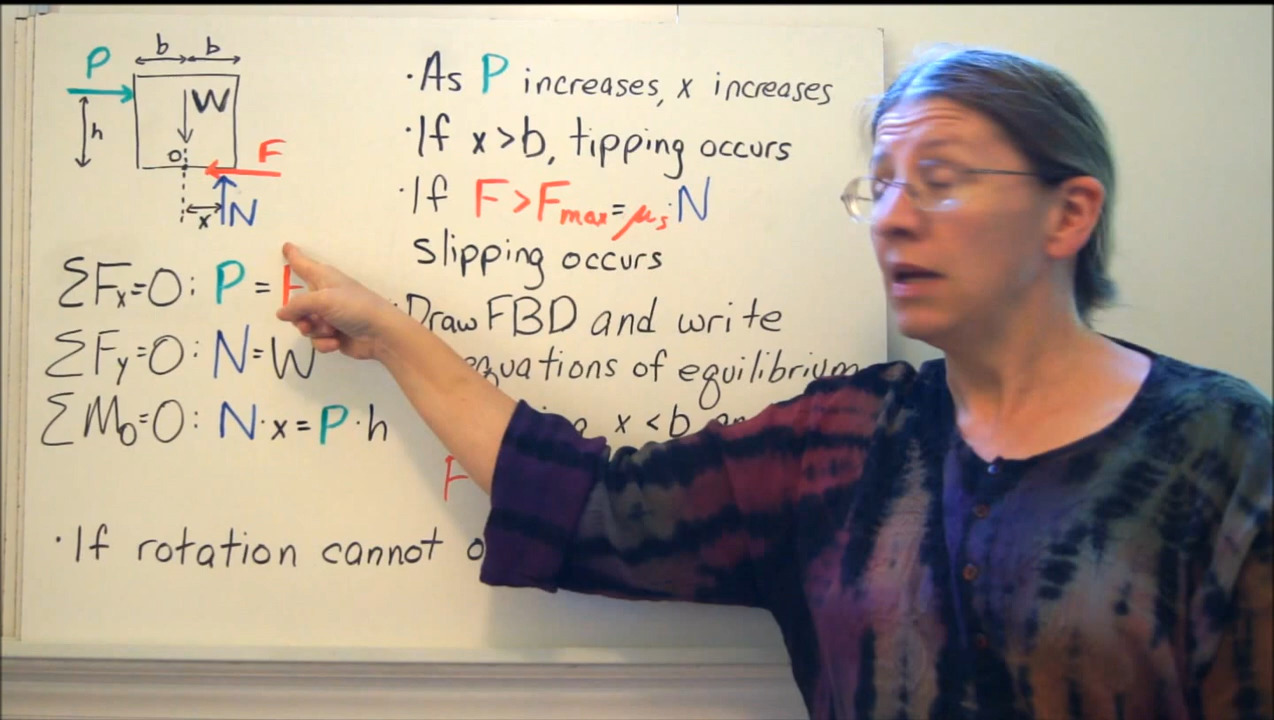 b b
P
W
h
O
F
x N
ΣFx=0: P = F
ΣFy=0: N=W
ΣMo=0: N·x=P·h
·As P increases, x increases
·If x>b, tipping occurs
·If F>Fmax=μs·N
slipping occurs
·Draw FBD and write
equations of equilibrium
x<b
F
·If rotation cannot